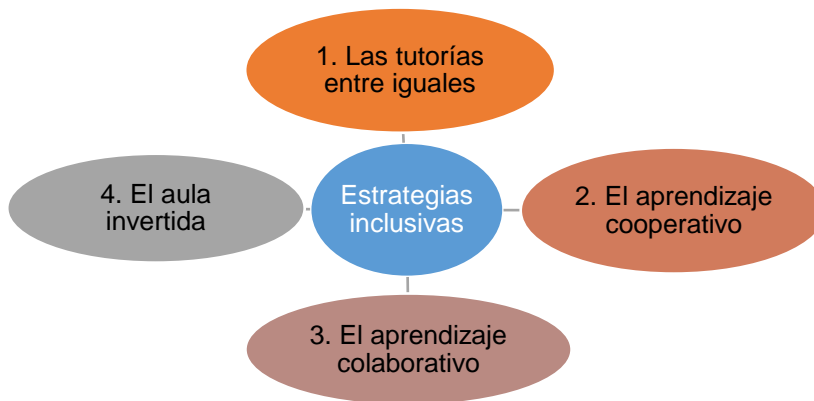 1. Las tutorías
entre iguales
4. El aula
invertida
Estrategias
inclusivas
2. El aprendizaje
cooperativo
3. El aprendizaje
colaborativo